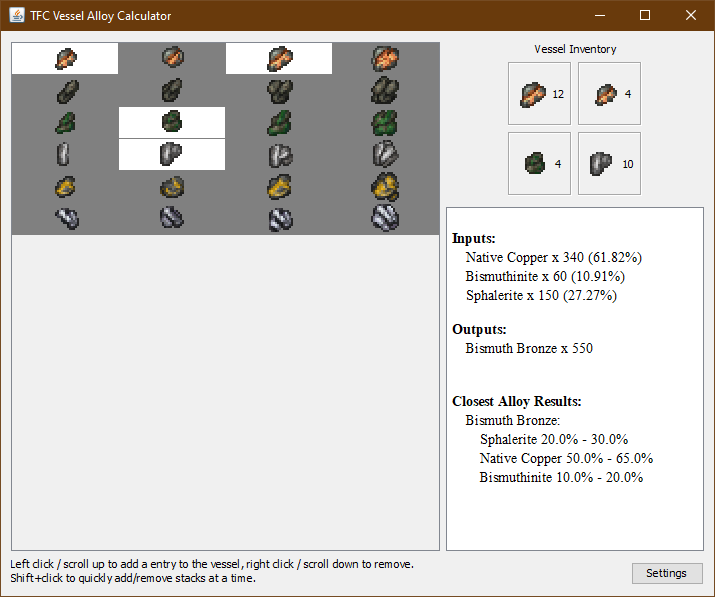 TFC Vessel Alloy Calculator
Vessel Inventory
12
4
4
10
Inputs:
Native Copper x 340 (61.82%)
Bismuthinite x 60 (10.91%)
Sphalerite x 150 (27.27%)
Outputs:
Bismuth Bronze x 550
Closest Alloy Results:
Bismuth Bronze:
Sphalerite 20.0% - 30.0%
Native Copper 50.0% - 65.0%
Bismuthinite 10.0% - 20.0%
Left click / scroll up to add a entry to the vessel, right click / scroll down to remove.
Shift+click to quickly add/remove stacks at a time.
Settings